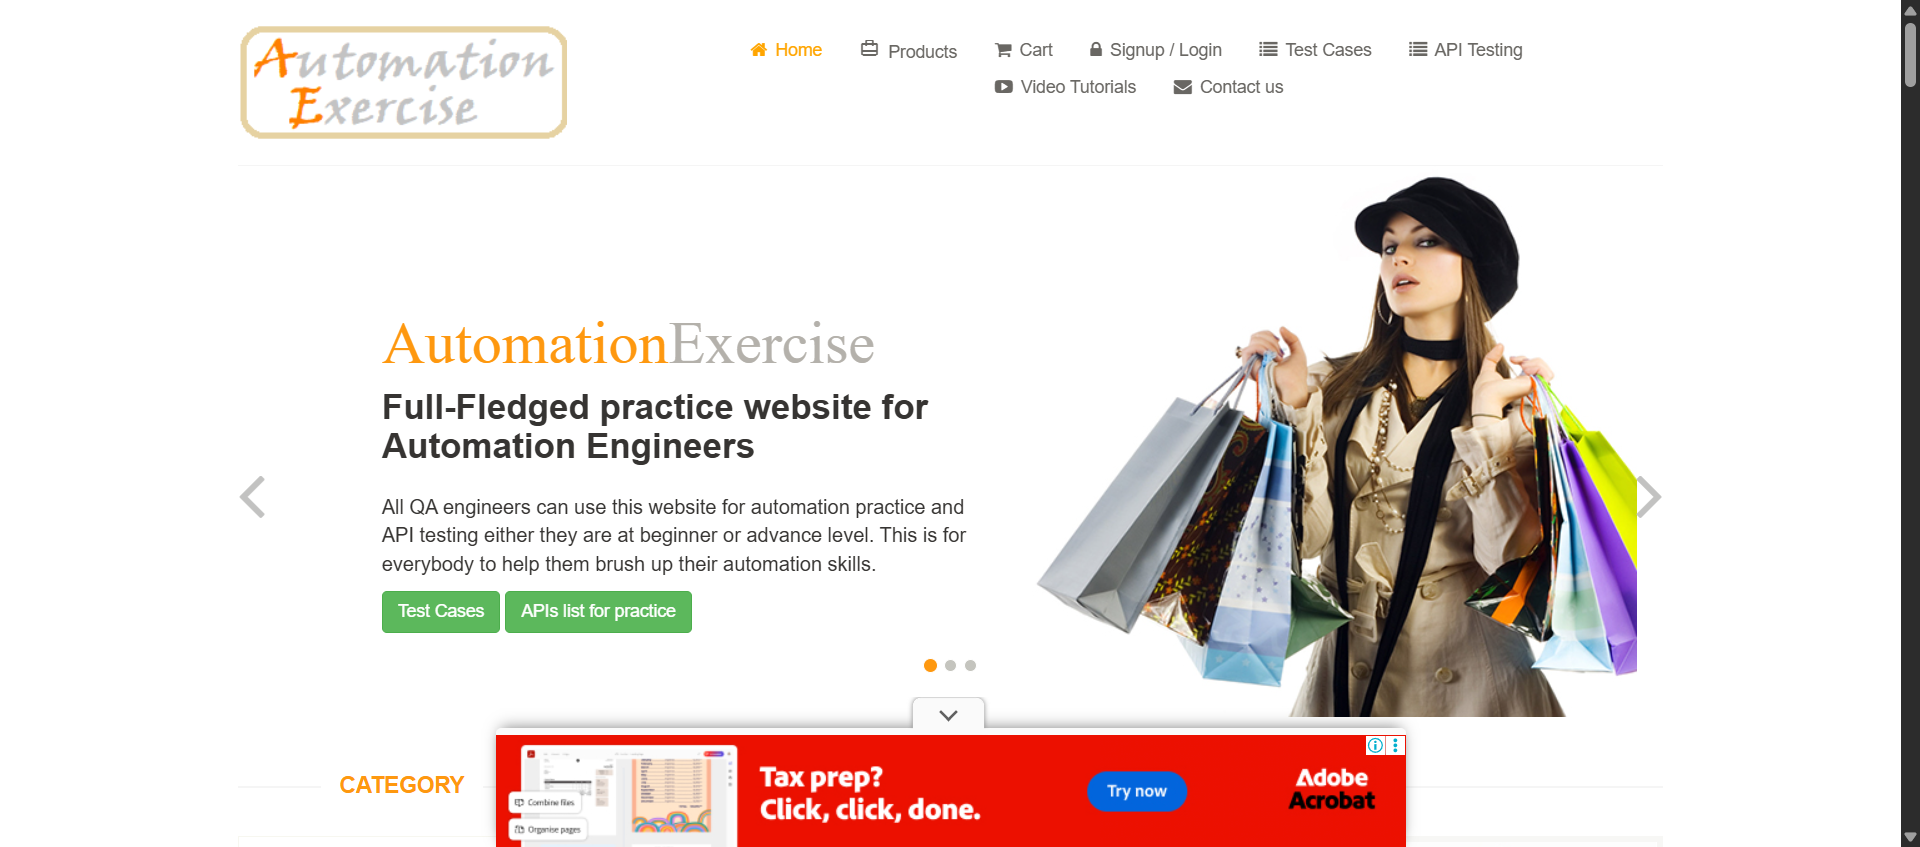 Automation
Exercise
Home
Products
Cart
Signup / Login
Test Cases
API Testing
Video Tutorials
Contact us
AutomationExercise
Full-Fledged practice website for
Automation Engineers
All QA engineers can use this website for automation practice and
API testing either they are at beginner or advance level. This is for
everybody to help them brush up their automation skills.
Test Cases
APIs list for practice
CATEGORY
Combine files
Organise pages
Tax prep?
Click, click, done.
Try now
Adobe
Acrobat